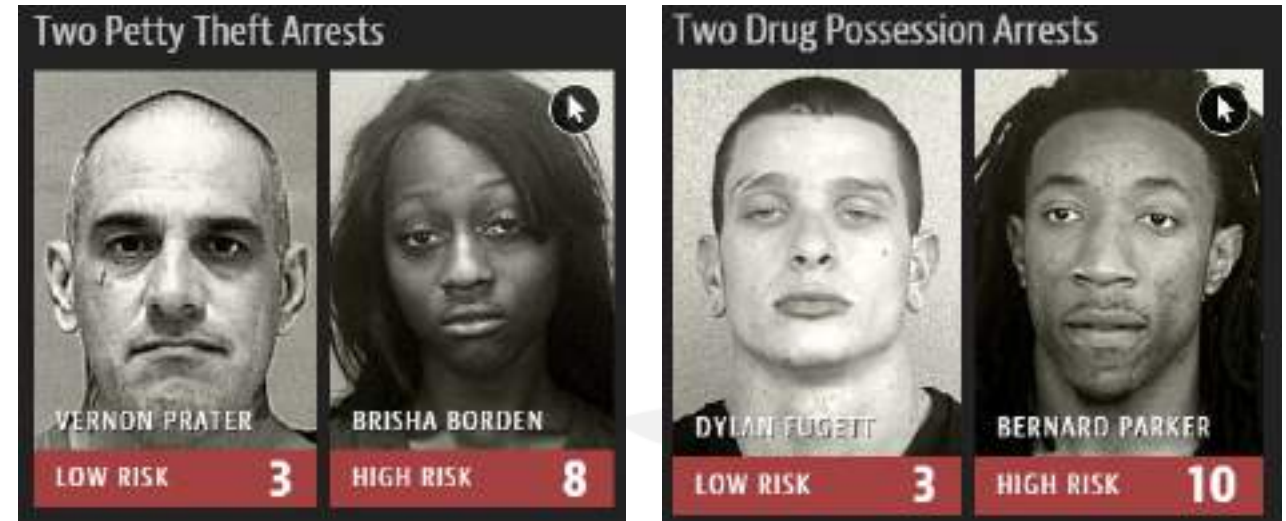 Two Petty Theft Arrests
VERNON PRATER
LOW RISK 3
BRISHA BORDEN
HIGH RISK 8
Two Drug Possession Arrests
DYLAN FUGETT
LOW RISK 3
BERNARD PARKER
HIGH RISK 10